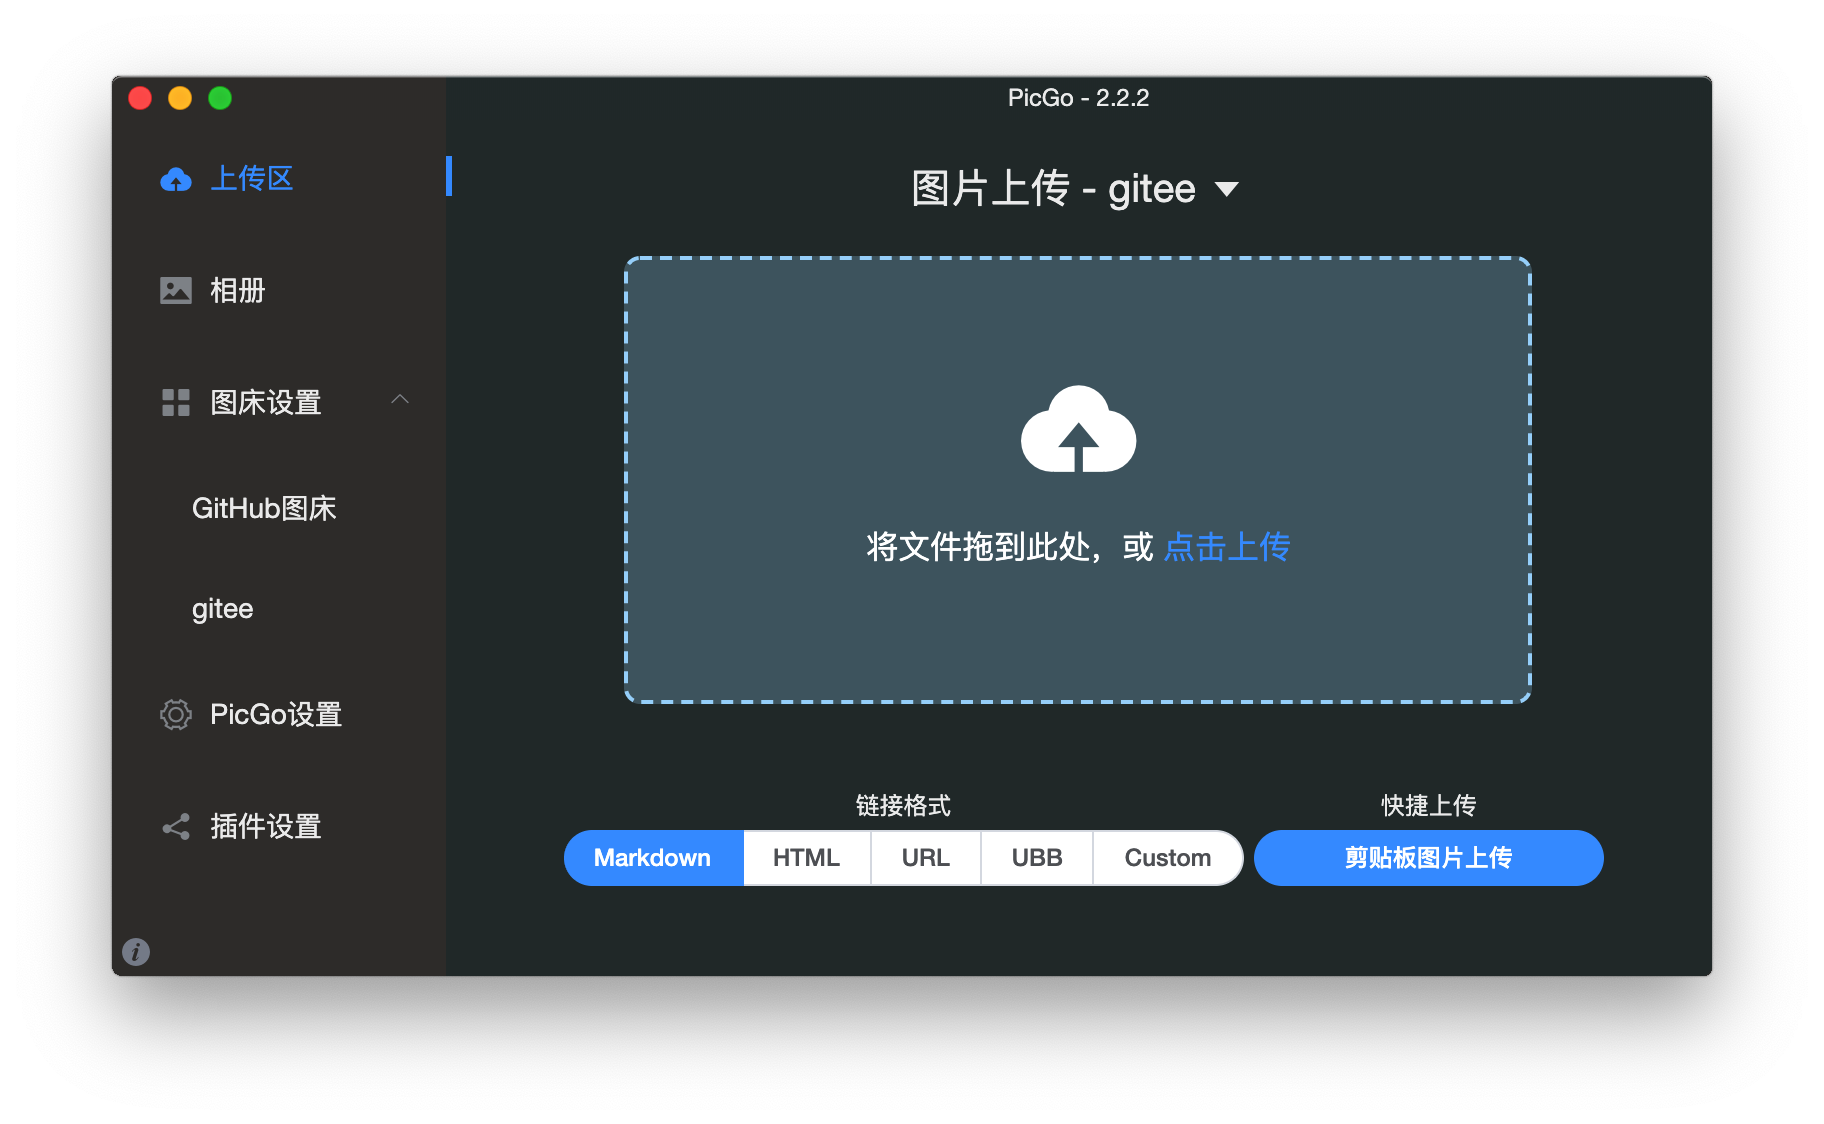 PicGo - 2.2.2
上传区
相册
图床设置
GitHub图床
gitee
PicGo设置
插件设置
图片上传 - gitee
将文件拖到此处，或 点击上传
链接格式
Markdown HTML URL UBB Custom
快捷上传
剪贴板图片上传
i